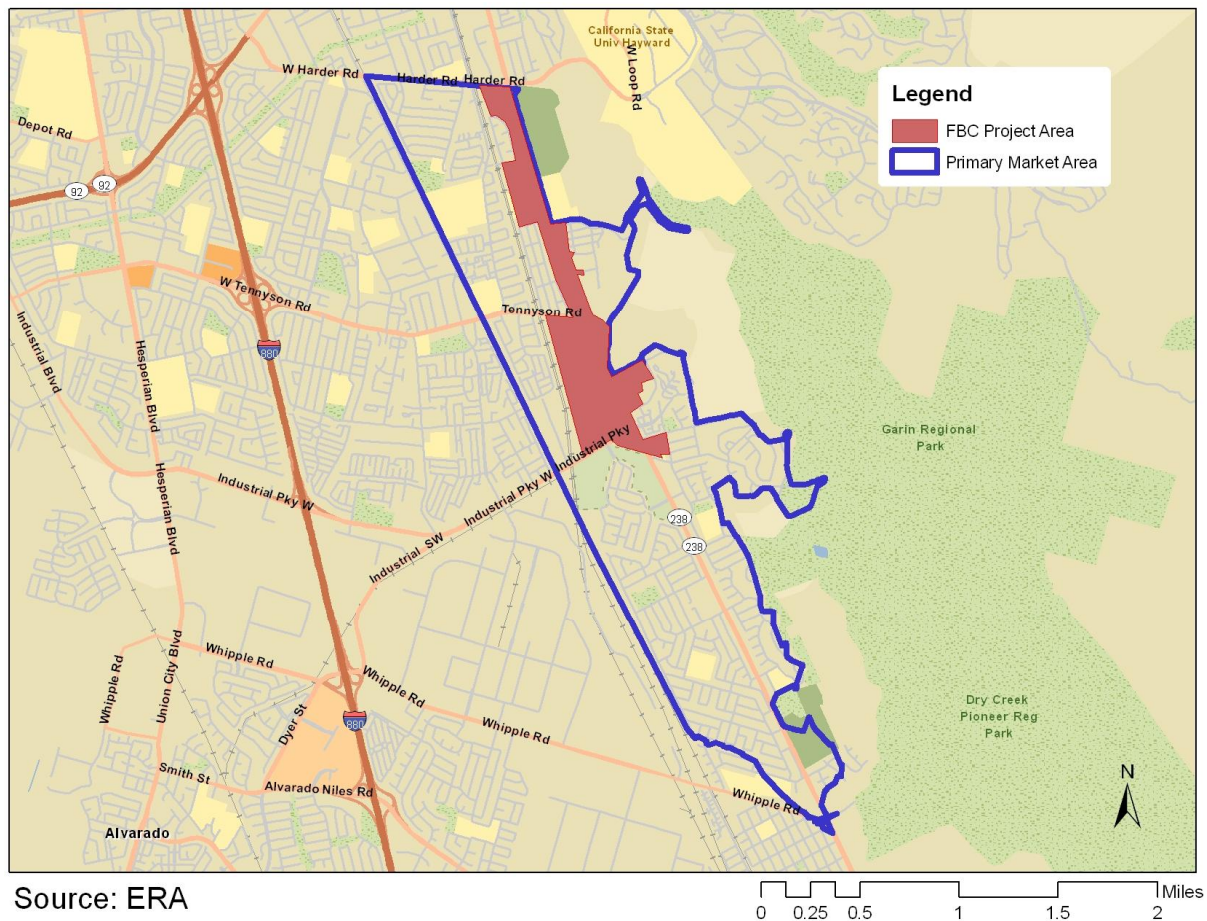 California State
Univ Hayward
W Loop Rd
W Harder Rd
Harder Rd
Harder Rd
Legend
FBC Project Area
Primary Market Area
Depot Rd
92
92
W Tennyson Rd
Tennyson Rd
Industrial Blvd
Hesperian Blvd
880
Garin Regional
Park
Industrial Pky
Hesperian Blvd
Industrial Pky W
Industrial Pky W
238
238
Industrial SW
Whipple Rd
Whipple Rd
Union City Blvd
Whipple Rd
Dry Creek
Pioneer Reg
Park
Dyer St
880
Whipple Rd
Smith St
Alvarado Niles Rd
Whipple Rd
N
Alvarado
Source: ERA
Miles
0 0.25 0.5 1 1.5 2